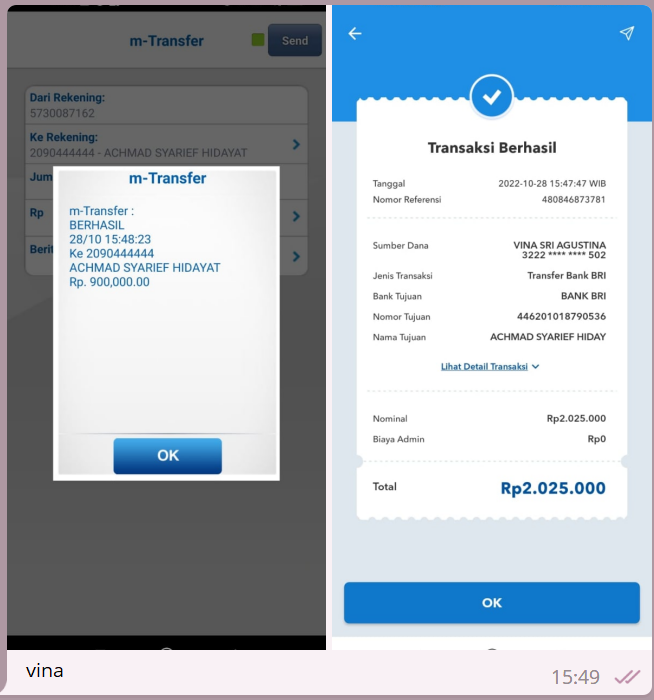 m-Transfer
Send
Dari Rekening:
5730087162
Ke Rekening:
2090444444 - ACHMAD SYARIEF HIDAYAT
Jum
Rp
Berit
m-Transfer
m-Transfer :
BERHASIL
28/10 15:48:23
Ke 2090444444
ACHMAD SYARIEF HIDAYAT
Rp. 900,000.00
OK
Transaksi Berhasil
Tanggal 2022-10-28 15:47:47 WIB
Nomor Referensi 480846873781
Sumber Dana VINA SRI AGUSTINA
3222 **** **** 502
Jenis Transaksi Transfer Bank BRI
Bank Tujuan BANK BRI
Nomor Tujuan 446201018790536
Nama Tujuan ACHMAD SYARIEF HIDAY
Lihat Detail Transaksi
Nominal Rp2.025.000
Biaya Admin Rp0
Total Rp2.025.000
OK
vina
15:49